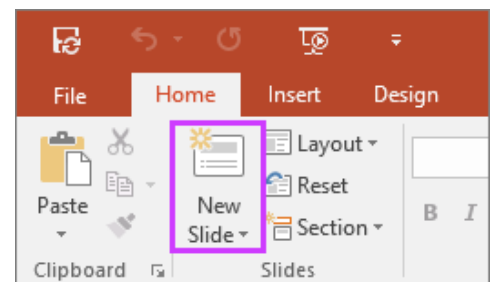 File Home Insert Design
Paste
New
Slide
Layout
Reset
Section
B I
Clipboard Slides